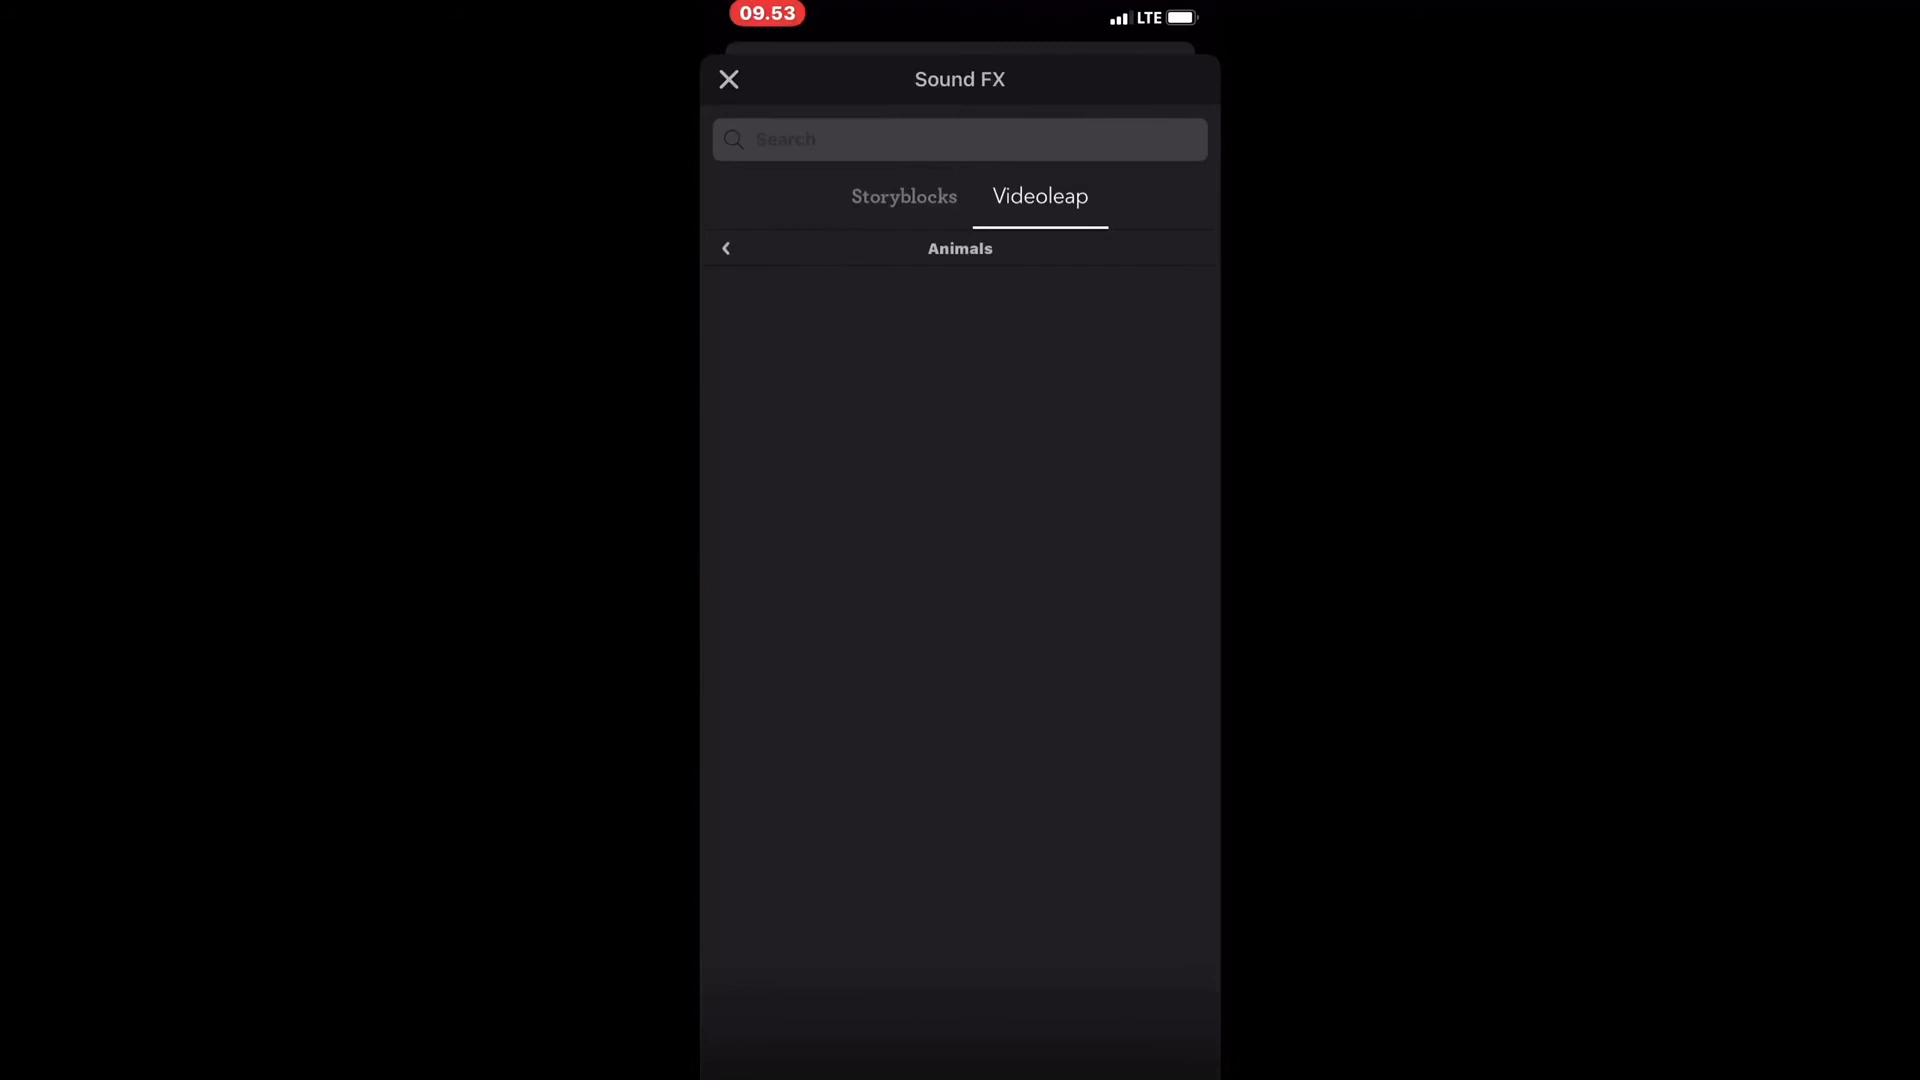 09.53
LTE
Sound FX
Search
Storyblocks Videoleap
Animals